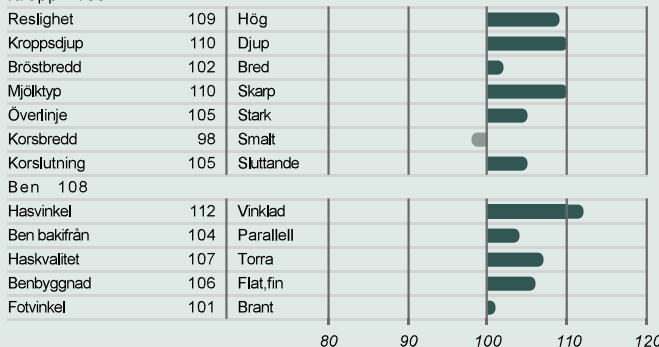 Reslighet 109 Hög
Kroppsdjup 110 Djup
Bröstbredd 102 Bred
Mjölktyp 110 Skarp
Överlinje 105 Stark
Korsbredd 98 Smalt
Korslutning 105 Sluttande
Ben 108
Hasvinkel 112 Vinklad
Ben bakifrån 104 Parallell
Haskvalitet 107 Torra
Benbyggnad 106 Flat,fin
Fotvinkel 101 Brant
80 90 100 110 120